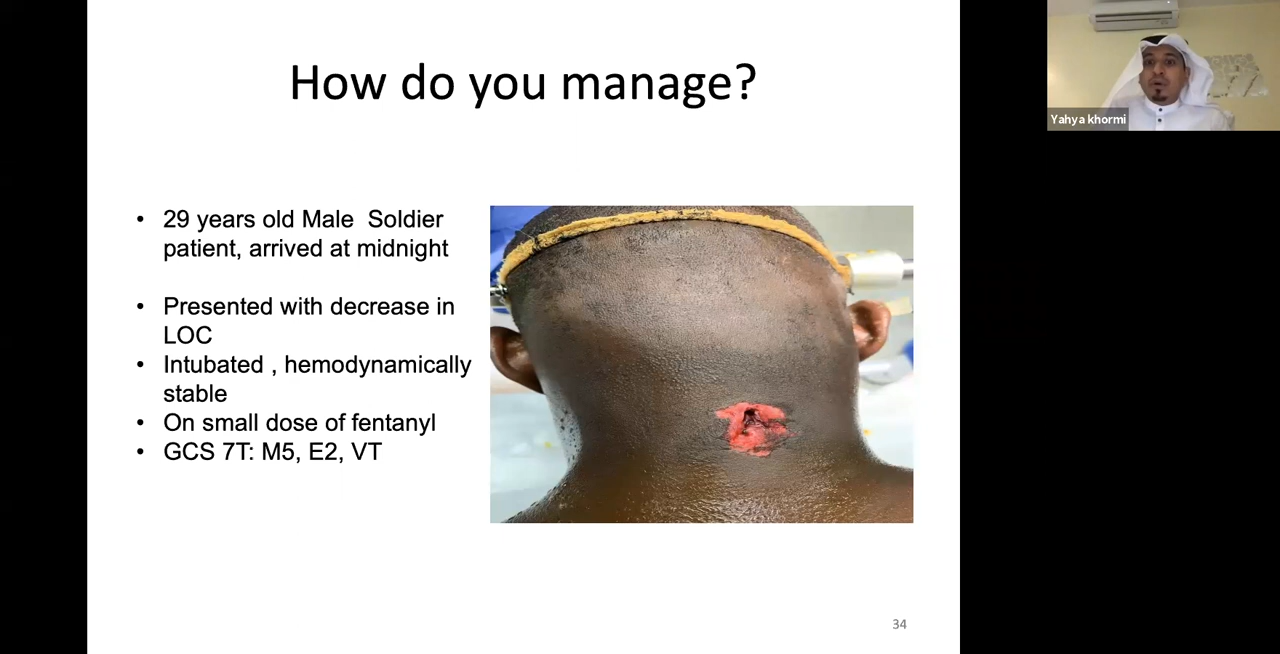 How do you manage?
Yahya khormi
• 29 years old Male  Soldier
patient, arrived at midnight
• Presented with decrease in
LOC
• Intubated , hemodynamically
stable
• On small dose of fentanyl
• GCS 7T: M5, E2, VT
34